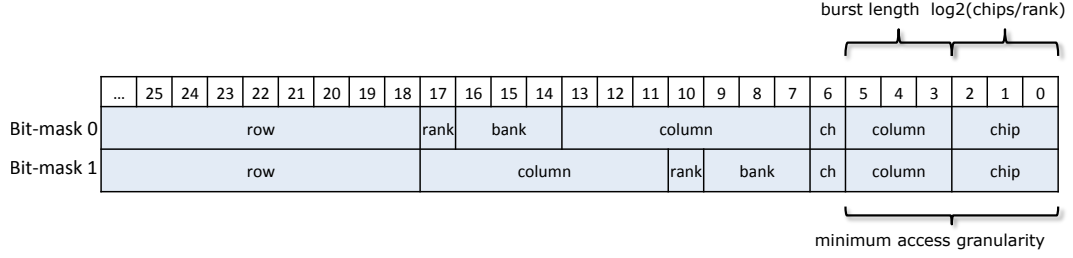 burst length log2(chips/rank)
... 25 24 23 22 21 20 19 18 17 16 15 14 13 12 11 10 9 8 7 6 5 4 3 2 1 0
Bit-mask 0 row rank bank column ch column chip
Bit-mask 1 row column rank bank ch column chip
minimum access granularity